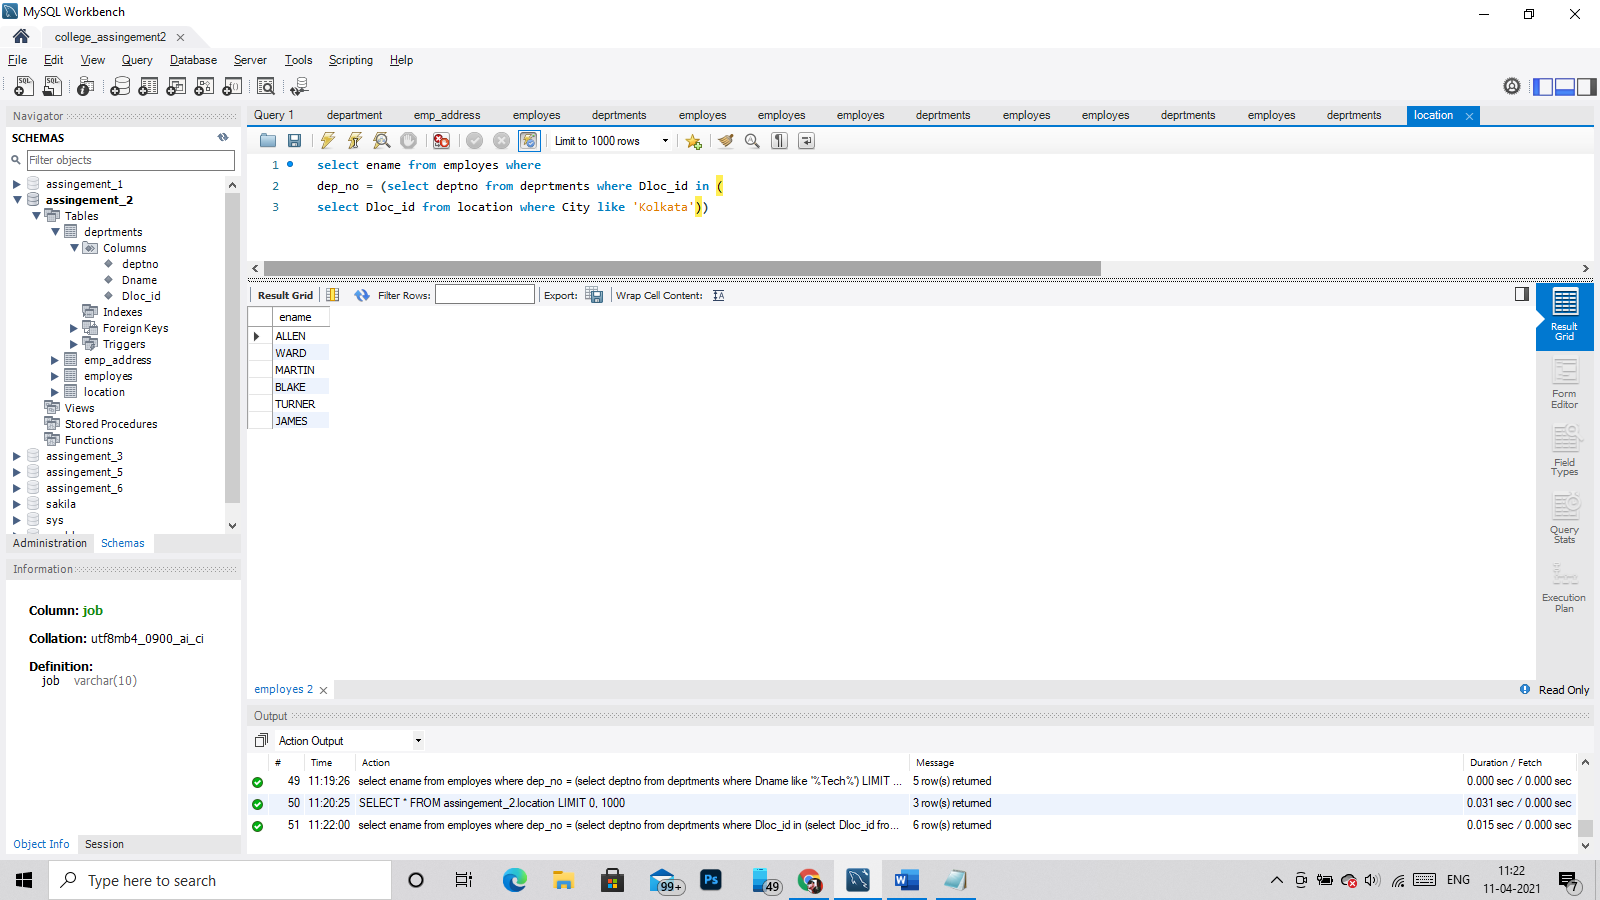 MySQL Workbench
college_assingement2
File Edit View Query Database Server Tools Scripting Help
Navigator
SCHEMAS
Filter objects
assingement_1
assingement_2
Tables
deprtments
Columns
deptno
Dname
Dloc_id
Indexes
Foreign Keys
Triggers
emp_address
employes
location
Views
Stored Procedures
Functions
assingement_3
assingement_5
assingement_6
sakila
sys
Administration Schemas
Information
Column: job
Collation: utf8mb4_0900_ai_ci
Definition:
job varchar(10)
Object Info Session
Query 1 department emp_address employes deprtments employes employes employes deprtments employes employes deprtments employes deprtments location
Limit to 1000 rows
1 select ename from employes where
2 dep_no = (select deptno from deprtments where Dloc_id in (
3 select Dloc_id from location where City like 'Kolkata'))
Result Grid Filter Rows: Export: Wrap Cell Content:
ename
ALLEN
WARD
MARTIN
BLAKE
TURNER
JAMES
Result Grid
Form Editor
Field Types
Query Stats
Execution Plan
employes 2 Read Only
Output
Action Output
# Time Action Message Duration / Fetch
49 11:19:26 select ename from employes where dep_no = (select deptno from deprtments where Dname like '%Tech%') LIMIT ... 5 row(s) returned 0.000 sec / 0.000 sec
50 11:20:25 SELECT * FROM assingement_2.location LIMIT 0, 1000 3 row(s) returned 0.031 sec / 0.000 sec
51 11:22:00 select ename from employes where dep_no = (select deptno from deprtments where Dloc_id in (select Dloc_id fro... 6 row(s) returned 0.015 sec / 0.000 sec
Type here to search
99+
Ps
49
ENG
11:22
11-04-2021
7